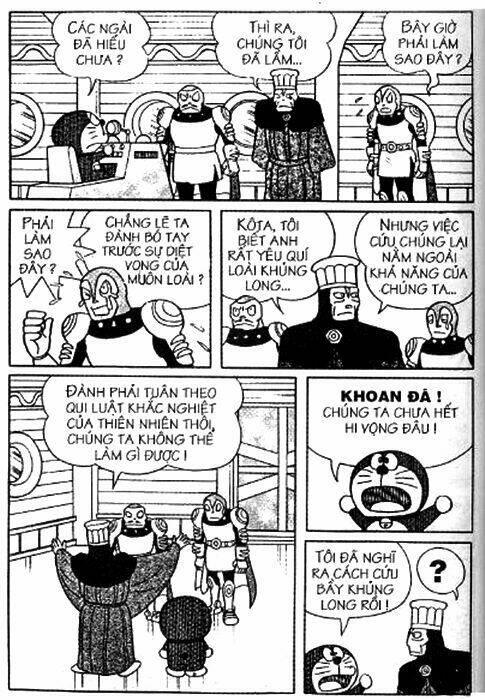 CÁC NGÀI
ĐÃ HIỂU
CHƯA ?
THÌ RA,
CHÚNG TÔI
ĐÃ LẦM...
BÂY GIỜ
PHẢI LÀM
SAO ĐÂY ?
PHẢI
LÀM
SAO
ĐÂY ?
CHẲNG LẼ TA
ĐÀNH BÓ TAY
TRƯỚC SỰ DIỆT
VONG CỦA
MUÔN LOÀI ?
KÔTA, TÔI
BIẾT ANH
RẤT YÊU QUÍ
LOÀI KHỦNG
LONG...
NHƯNG VIỆC
CỨU CHÚNG LẠI
NẰM NGOÀI
KHẢ NĂNG CỦA
CHÚNG TA...
ĐÀNH PHẢI TUÂN THEO
QUI LUẬT KHẮC NGHIỆT
CỦA THIÊN NHIÊN THÔI,
CHÚNG TA KHÔNG THỂ
LÀM GÌ ĐƯỢC !
KHOAN ĐÃ !
CHÚNG TA CHƯA HẾT
HI VỌNG ĐÂU !
TÔI ĐÃ NGHĨ
RA CÁCH CỨU
BẦY KHỦNG
LONG RỒI !
?